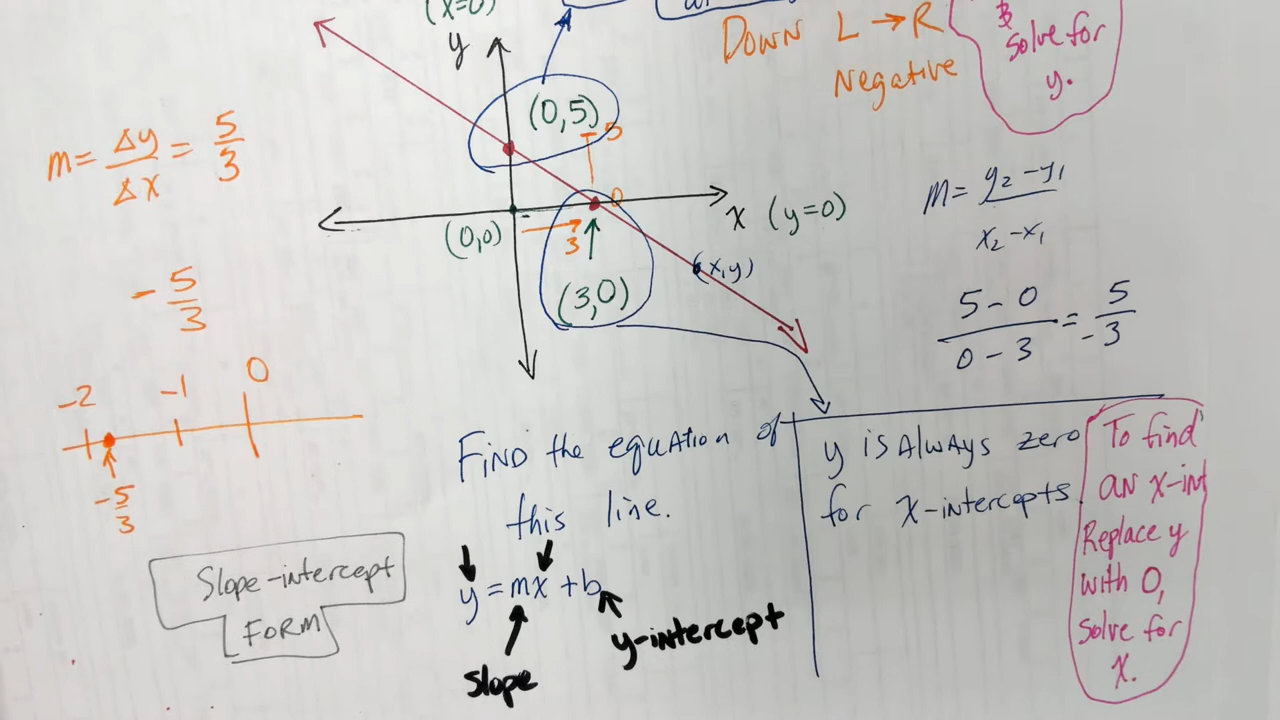 (x=0)
y
DOWN L → R
Negative
Solve for
y.
m = Δy/Δx = 5/3
(0,5)
5
0
(0,0)
3
(3,0)
x (y=0)
(x,y)
m = y₂ - y₁
x₂ - x₁
5 - 0
0 - 3
= 5/-3
- 5/3
-2 -1 0
-5/3
Slope-intercept
FORM
FIND the equation of
this line.
y = mx + b
slope
y-intercept
y is Always zero
for x-intercepts.
To find
an x-int
Replace y
with 0,
solve for
x.